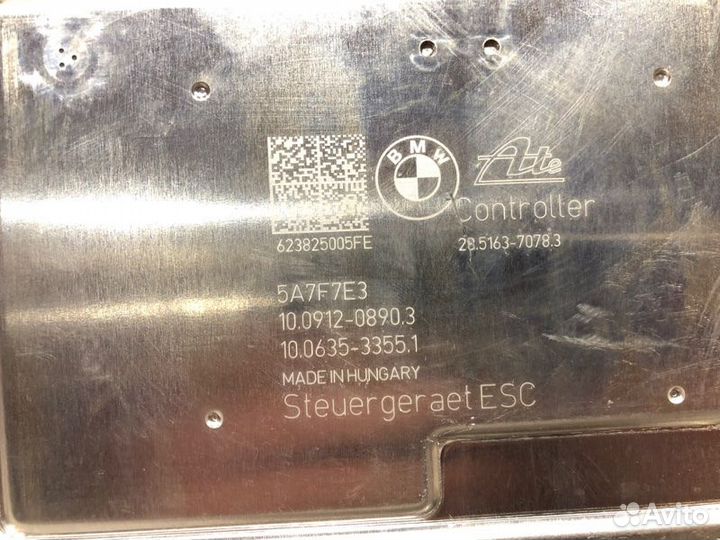 BMW
Ate
Controller
623825005FE
28.5163-7078.3
5A7F7E3
10.0912-0890.3
10.0635-3355.1
MADE IN HUNGARY
Steuergeraet ESC
Avito